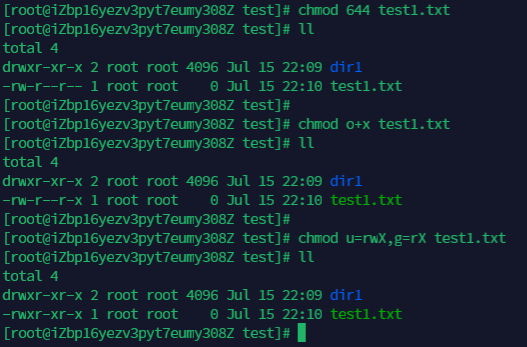 [root@iZbp16yezv3pyt7eumy308Z test]# chmod 644 test1.txt
[root@iZbp16yezv3pyt7eumy308Z test]# ll
total 4
drwxr-xr-x 2 root root 4096 Jul 15 22:09 dir1
-rw-r--r-- 1 root root    0 Jul 15 22:10 test1.txt
[root@iZbp16yezv3pyt7eumy308Z test]#
[root@iZbp16yezv3pyt7eumy308Z test]# chmod o+x test1.txt
[root@iZbp16yezv3pyt7eumy308Z test]# ll
total 4
drwxr-xr-x 2 root root 4096 Jul 15 22:09 dir1
-rw-r--r-x 1 root root    0 Jul 15 22:10 test1.txt
[root@iZbp16yezv3pyt7eumy308Z test]#
[root@iZbp16yezv3pyt7eumy308Z test]# chmod u=rwX,g=rX test1.txt
[root@iZbp16yezv3pyt7eumy308Z test]# ll
total 4
drwxr-xr-x 2 root root 4096 Jul 15 22:09 dir1
-rwxr-xr-x 1 root root    0 Jul 15 22:10 test1.txt
[root@iZbp16yezv3pyt7eumy308Z test]#